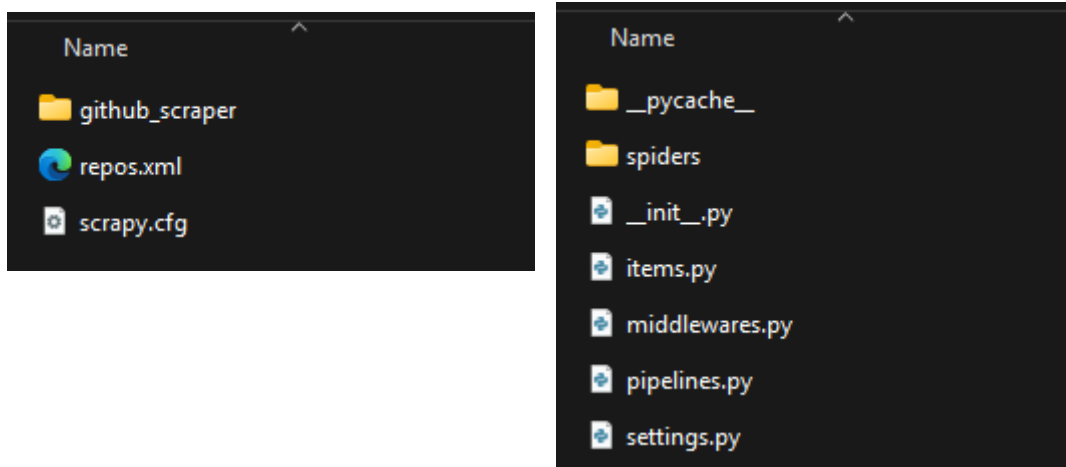 Name
github_scraper
repos.xml
scrapy.cfg
Name
__pycache__
spiders
__init__.py
items.py
middlewares.py
pipelines.py
settings.py